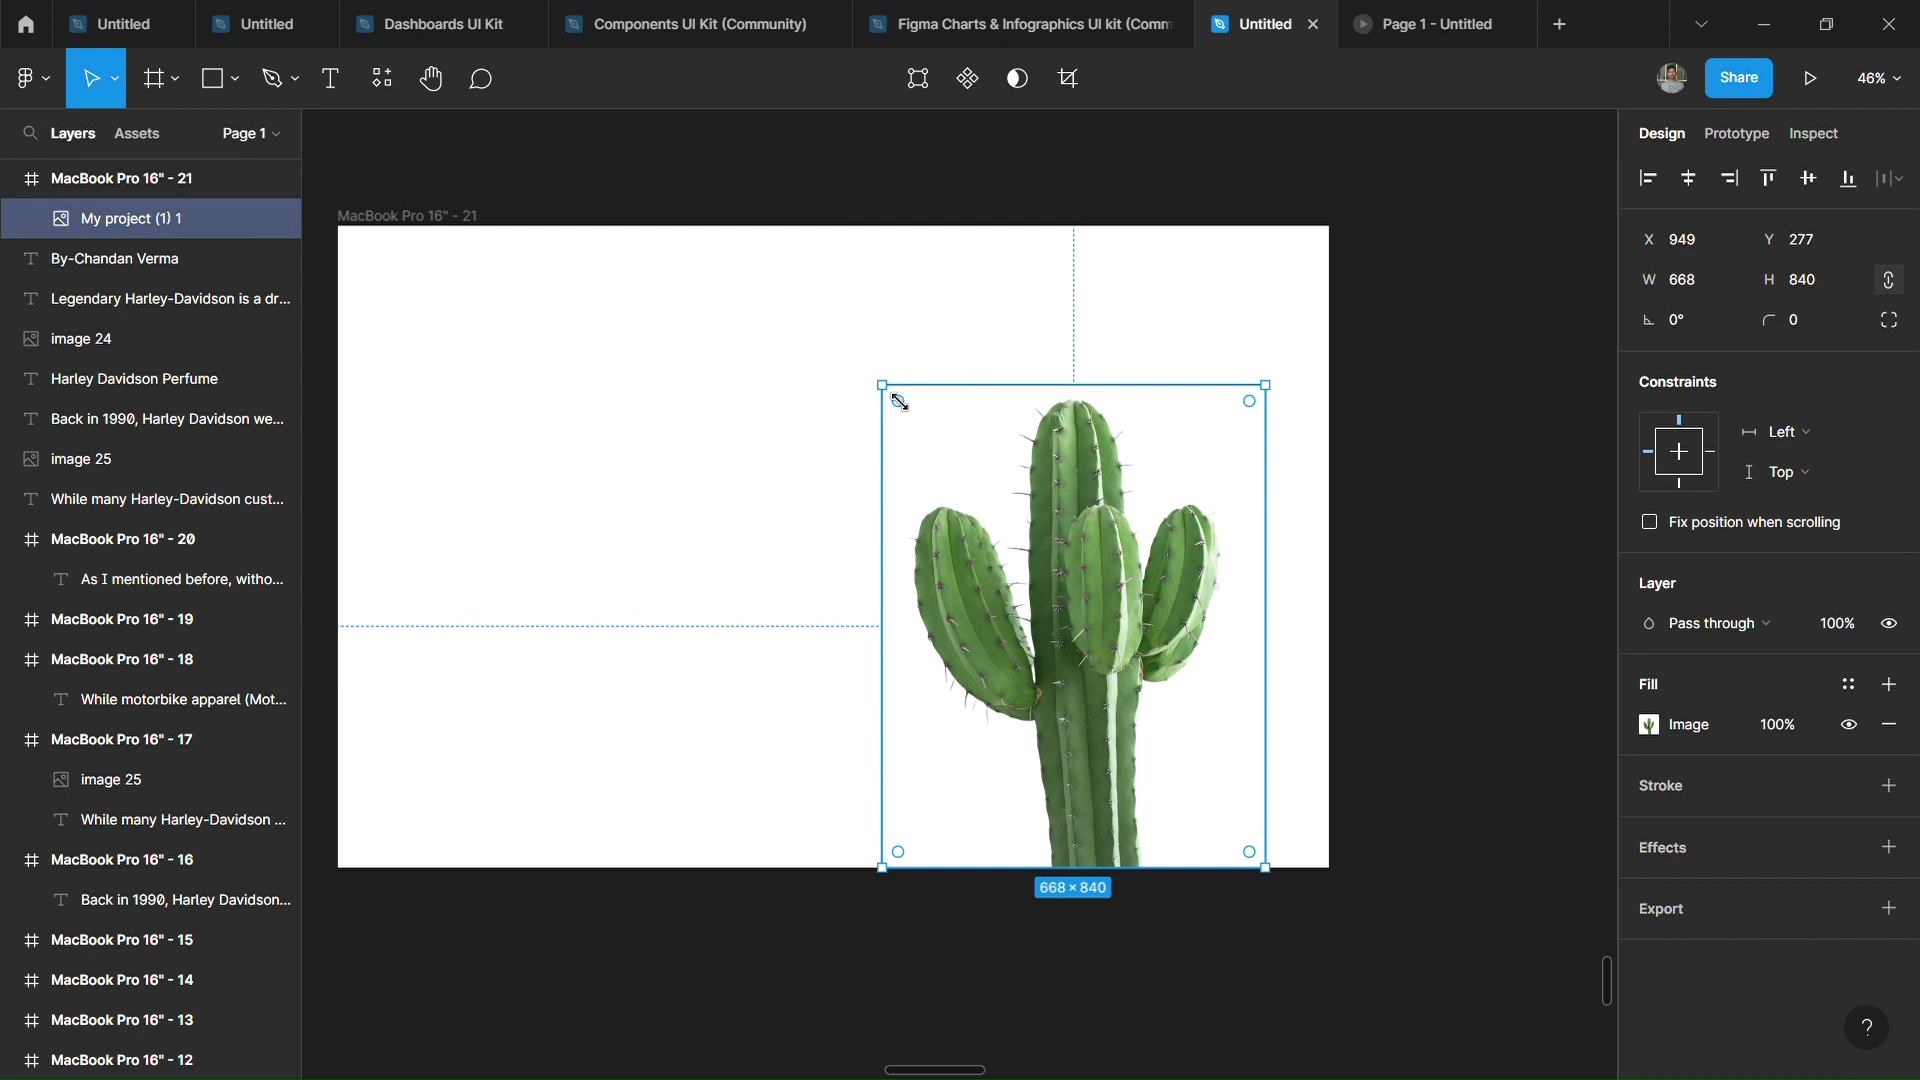 Untitled
Untitled
Dashboards UI Kit
Components UI Kit (Community)
Figma Charts & Infographics UI kit (Comm
Untitled
Page 1 - Untitled
Share
46%
Layers
Assets
Page 1
MacBook Pro 16" - 21
My project (1) 1
By-Chandan Verma
Legendary Harley-Davidson is a dr...
image 24
Harley Davidson Perfume
Back in 1990, Harley Davidson we...
image 25
While many Harley-Davidson cust...
MacBook Pro 16" - 20
As I mentioned before, witho...
MacBook Pro 16" - 19
MacBook Pro 16" - 18
While motorbike apparel (Mot...
MacBook Pro 16" - 17
image 25
While many Harley-Davidson ...
MacBook Pro 16" - 16
Back in 1990, Harley Davidson...
MacBook Pro 16" - 15
MacBook Pro 16" - 14
MacBook Pro 16" - 13
MacBook Pro 16" - 12
MacBook Pro 16" - 21
668 × 840
Design
Prototype
Inspect
X 949
Y 277
W 668
H 840
0°
0
Constraints
Left
Top
Fix position when scrolling
Layer
Pass through
100%
Fill
Image
100%
Stroke
Effects
Export
?